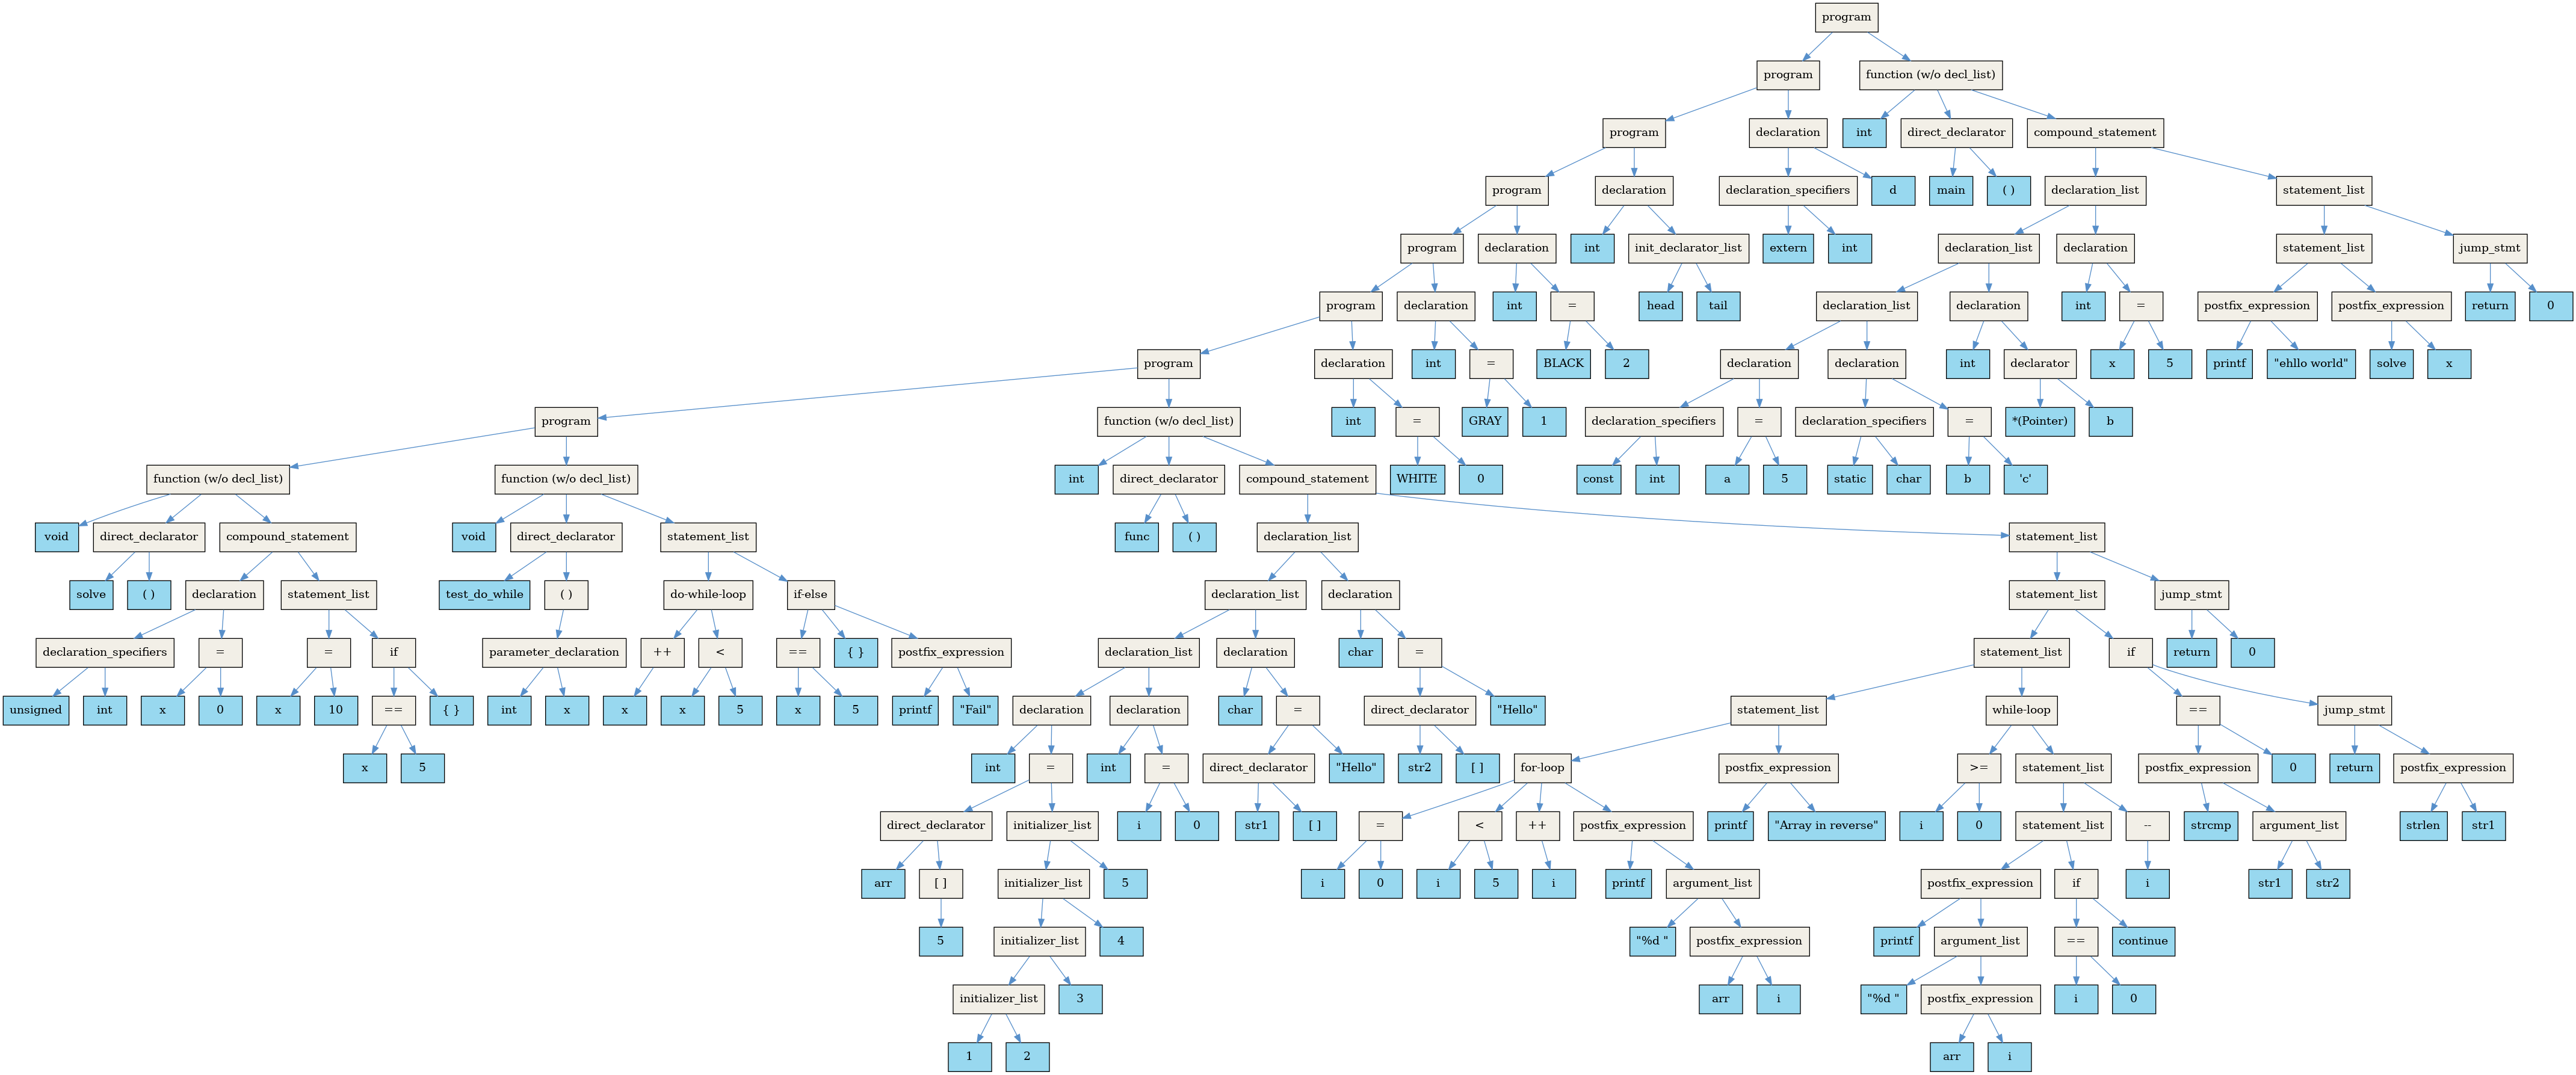 program
program
function (w/o decl_list)
program
declaration
int
direct_declarator
compound_statement
program
declaration
declaration_specifiers
d
main
( )
declaration_list
statement_list
program
declaration
int
init_declarator_list
extern
int
declaration_list
declaration
statement_list
jump_stmt
program
declaration
int
=
head
tail
declaration_list
declaration
int
=
postfix_expression
postfix_expression
return
0
program
declaration
int
=
BLACK
2
declaration
declaration
int
declarator
x
5
printf
"ehllo world"
solve
x
program
function (w/o decl_list)
int
=
GRAY
1
declaration_specifiers
=
declaration_specifiers
=
*(Pointer)
b
function (w/o decl_list)
function (w/o decl_list)
int
direct_declarator
compound_statement
WHITE
0
const
int
a
5
static
char
b
'c'
void
direct_declarator
compound_statement
void
direct_declarator
statement_list
func
( )
declaration_list
statement_list
solve
( )
declaration
statement_list
test_do_while
( )
do-while-loop
if-else
declaration_list
declaration
statement_list
jump_stmt
declaration_specifiers
=
=
if
parameter_declaration
++
<
==
{ }
postfix_expression
declaration_list
declaration
char
=
statement_list
if
return
0
unsigned
int
x
0
x
10
==
{ }
int
x
x
x
5
x
5
printf
"Fail"
declaration
declaration
char
=
direct_declarator
"Hello"
statement_list
while-loop
==
jump_stmt
x
5
int
=
int
=
direct_declarator
"Hello"
str2
[ ]
for-loop
postfix_expression
>=
statement_list
postfix_expression
0
return
postfix_expression
direct_declarator
initializer_list
i
0
str1
[ ]
=
<
++
postfix_expression
printf
"Array in reverse"
i
0
statement_list
--
strcmp
argument_list
strlen
str1
arr
[ ]
initializer_list
5
i
0
i
5
i
printf
argument_list
postfix_expression
if
i
str1
str2
5
initializer_list
4
"%d "
postfix_expression
printf
argument_list
==
continue
initializer_list
3
arr
i
"%d "
postfix_expression
i
0
1
2
arr
i